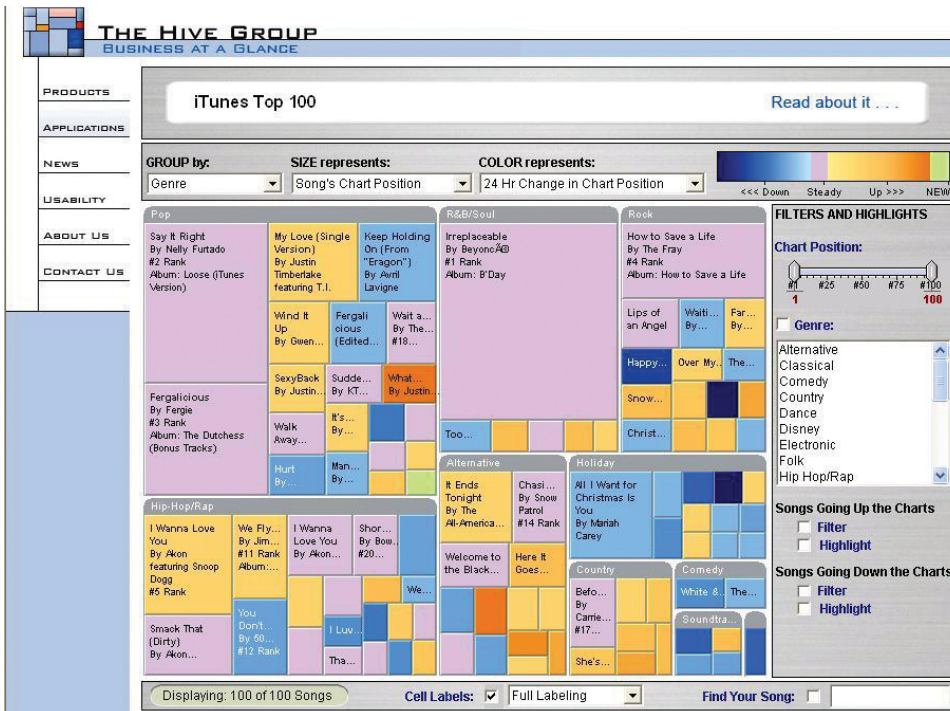 THE HIVE GROUP
BUSINESS AT A GLANCE
PRODUCTS
APPLICATIONS
NEWS
USABILITY
ABOUT US
CONTACT US
iTunes Top 100
Read about it . . .
GROUP by:
Genre
SIZE represents:
Song's Chart Position
COLOR represents:
24 Hr Change in Chart Position
<<< Down Steady Up >>> NEW
Pop
Say It Right
By Nelly Furtado
#2 Rank
Album: Loose (iTunes
Version)
My Love (Single
Version)
By Justin
Timberlake
featuring T.I.
Keep Holding
On (From
"Eragon")
By Avril
Lavigne
Wind It
Up
By Gwen...
Fergali
cious
(Edited...
Wait a...
By The...
#18...
SexyBack
By Justin...
Sudde...
By KT...
What...
By Justin...
Fergalicious
By Fergie
#3 Rank
Album: The Dutchess
(Bonus Tracks)
Walk
Away...
It's...
By...
Hurt
By...
Man...
By...
R&B/Soul
Irreplaceable
By BeyoncÃ©
#1 Rank
Album: B'Day
Too...
Rock
How to Save a Life
By The Fray
#4 Rank
Album: How to Save a Life
Lips of
an Angel
Waiti...
By...
Far...
By...
Happy...
Over My...
The...
Snow...
Christ...
Hip-Hop/Rap
I Wanna Love
You
By Akon
featuring Snoop
Dogg
#5 Rank
We Fly...
By Jim...
#11 Rank
Album:...
I Wanna
Love You
By Akon...
Shor...
By Bow...
#20...
We...
Smack That
(Dirty)
By Akon...
You
Don't...
By 50...
#12 Rank
I Luv...
Tha...
Alternative
It Ends
Tonight
By The
All-America...
Chasi...
By Snow
Patrol
#14 Rank
Welcome to
the Black...
Here It
Goes...
Holiday
All I Want for
Christmas Is
You
By Mariah
Carey
Country
Befo...
By
Carrie...
#17...
She's...
Comedy
White &...
The...
Soundtra...
FILTERS AND HIGHLIGHTS
Chart Position:
#1 #25 #50 #75 #100
1 100
Genre:
Alternative
Classical
Comedy
Country
Dance
Disney
Electronic
Folk
Hip Hop/Rap
Songs Going Up the Charts
Filter
Highlight
Songs Going Down the Charts
Filter
Highlight
Displaying: 100 of 100 Songs
Cell Labels:
Full Labeling
Find Your Song: